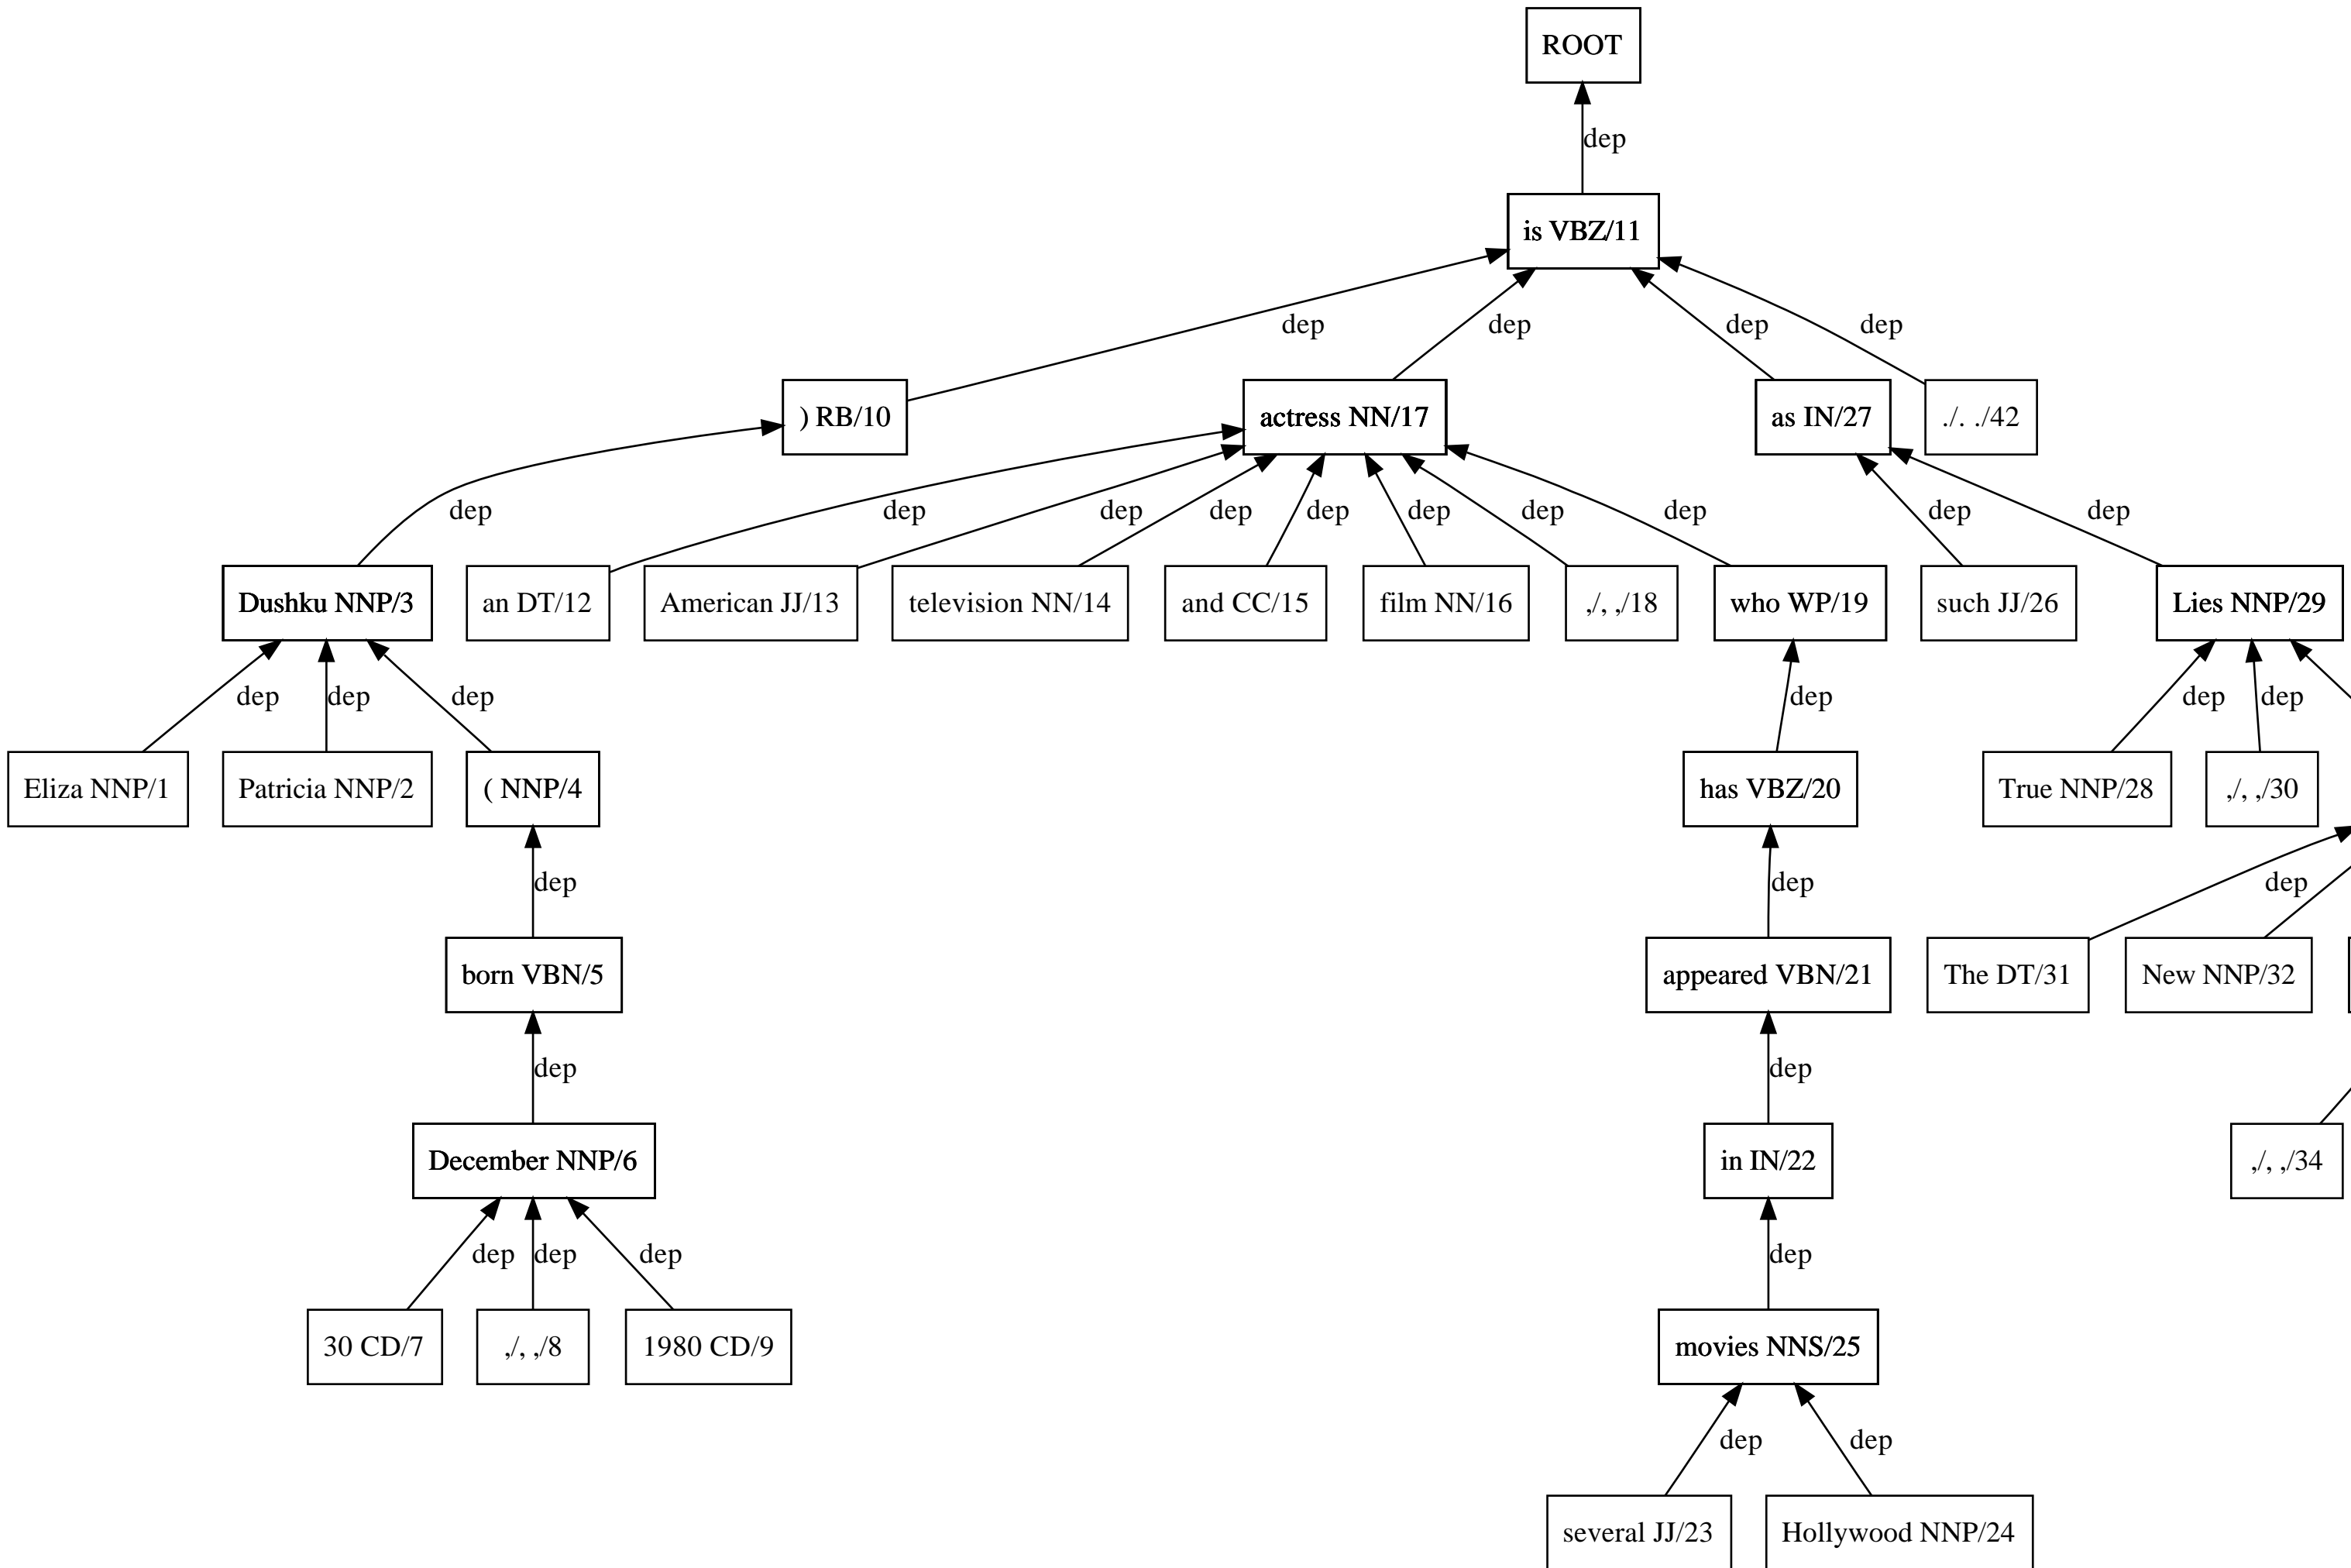 ROOT
dep
is VBZ/11
dep dep dep dep
) RB/10 actress NN/17 as IN/27 ./. ./42
dep dep dep dep dep dep dep dep dep dep
Dushku NNP/3 an DT/12 American JJ/13 television NN/14 and CC/15 film NN/16 ,/, ,/18 who WP/19 such JJ/26 Lies NNP/29
dep dep dep dep dep dep
Eliza NNP/1 Patricia NNP/2 ( NNP/4 has VBZ/20 True NNP/28 ,/, ,/30
dep dep dep
born VBN/5 appeared VBN/21 The DT/31 New NNP/32
dep dep
December NNP/6 in IN/22 ,/, ,/34
dep dep dep dep
30 CD/7 ,/, ,/8 1980 CD/9 movies NNS/25
dep dep
several JJ/23 Hollywood NNP/24